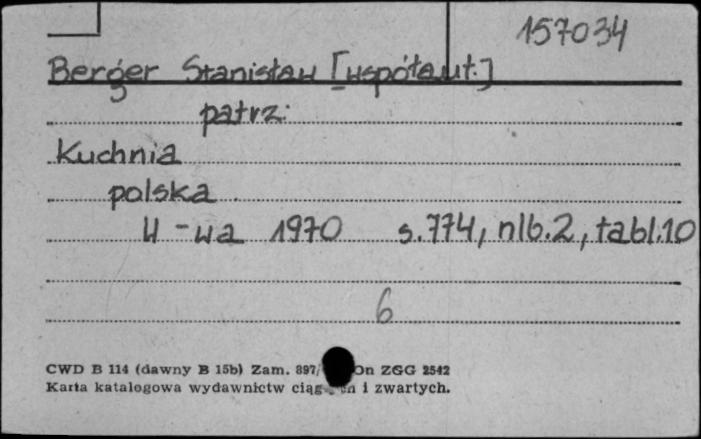 157034
Berger Stanisław [współaut.]
patrz:
Kuchnia
polska
W-wa 1970 s.774, nlb.2, tabl.10
6
CWD B 114 (dawny B 15b) Zam. 897/ ZGG 2542
Karta katalogowa wydawnictw i zwartych.